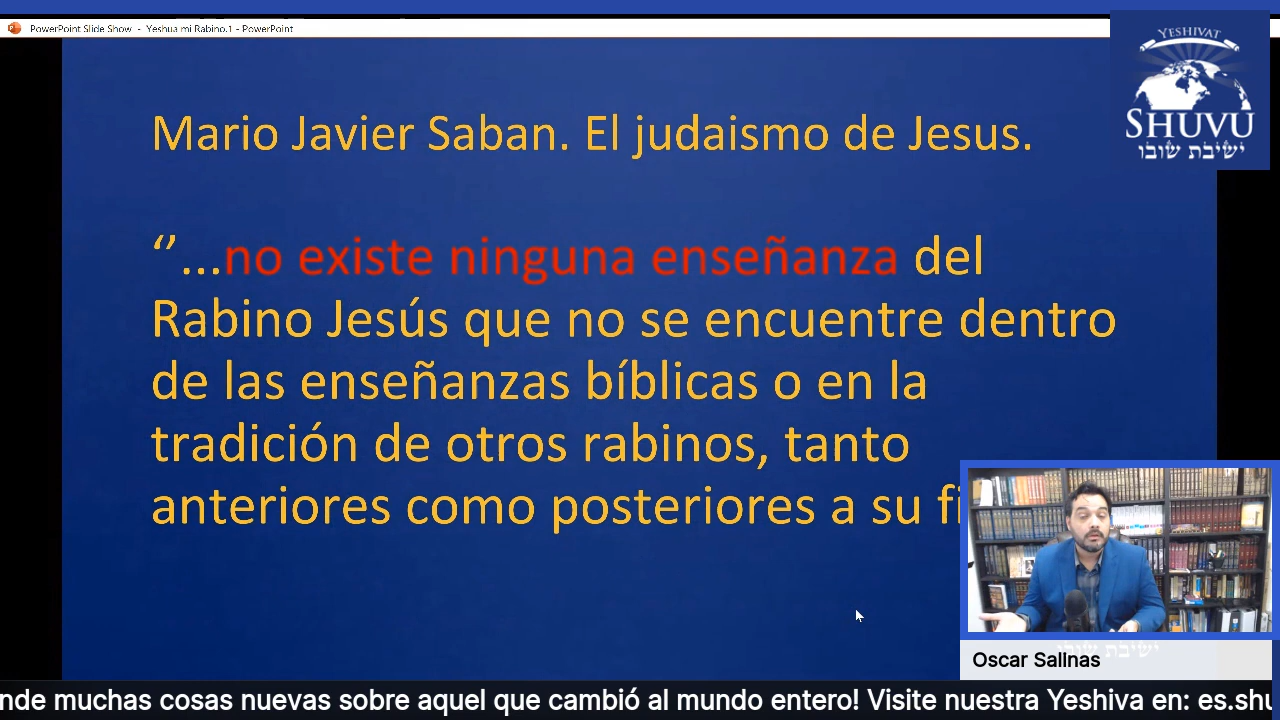 PowerPoint Slide Show - Yeshua mi Rabino.1 - PowerPoint
YESHIVAT
SHUVU
ישיבת שובו
Mario Javier Saban. El judaismo de Jesus.
“...no existe ninguna enseñanza del
Rabino Jesús que no se encuentre dentro
de las enseñanzas bíblicas o en la
tradición de otros rabinos, tanto
anteriores como posteriores a su
Oscar Salinas
muchas cosas nuevas sobre aquel que cambió al mundo entero! Visite nuestra Yeshiva en: